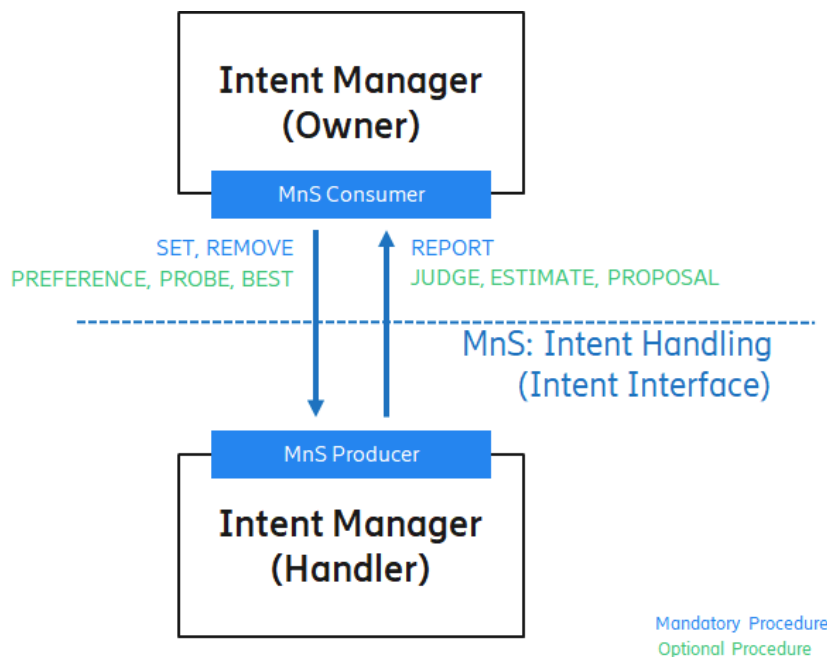 Intent Manager
(Owner)
MnS Consumer
SET, REMOVE
PREFERENCE, PROBE, BEST
REPORT
JUDGE, ESTIMATE, PROPOSAL
MnS: Intent Handling
(Intent Interface)
MnS Producer
Intent Manager
(Handler)
Mandatory Procedure
Optional Procedure